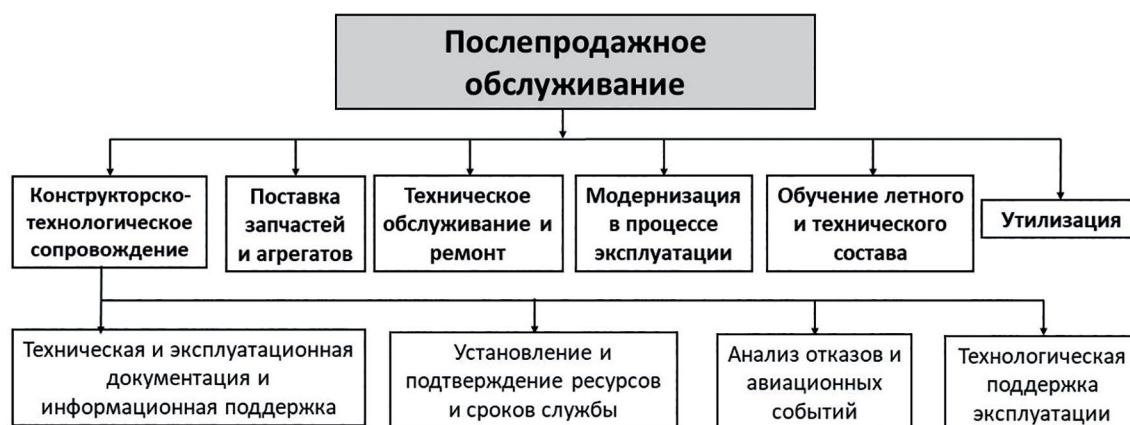 Послепродажное
обслуживание
Конструкторско-
технологическое
сопровождение
Поставка
запчастей
и агрегатов
Техническое
обслуживание и
ремонт
Модернизация
в процессе
эксплуатации
Обучение летного
и технического
состава
Утилизация
Техническая и эксплуатационная
документация и
информационная поддержка
Установление и
подтверждение ресурсов
и сроков службы
Анализ отказов и
авиационных
событий
Технологическая
поддержка
эксплуатации